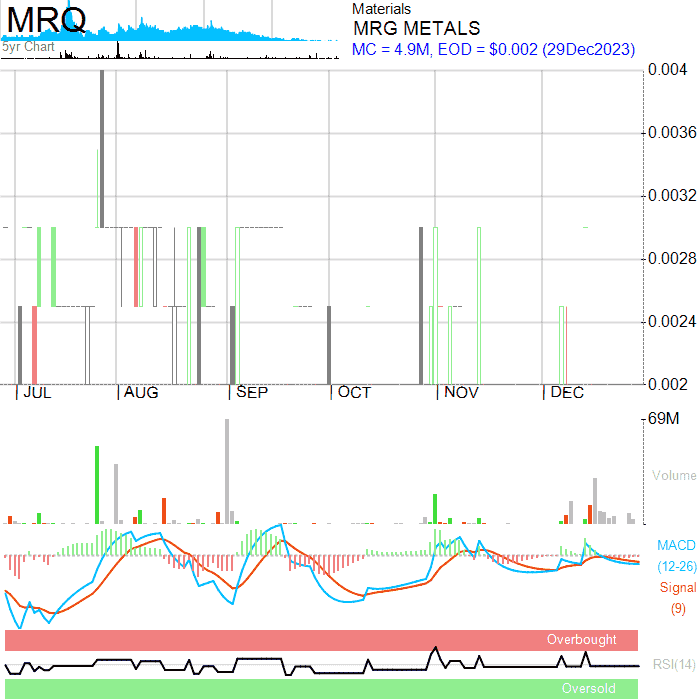 MRQ
5yr Chart
Materials
MRG METALS
MC = 4.9M, EOD = $0.002 (29Dec2023)
0.004
0.0036
0.0032
0.0028
0.0024
0.002
JUL
AUG
SEP
OCT
NOV
DEC
69M
Volume
MACD
(12-26)
Signal
(9)
Overbought
RSI(14)
Oversold